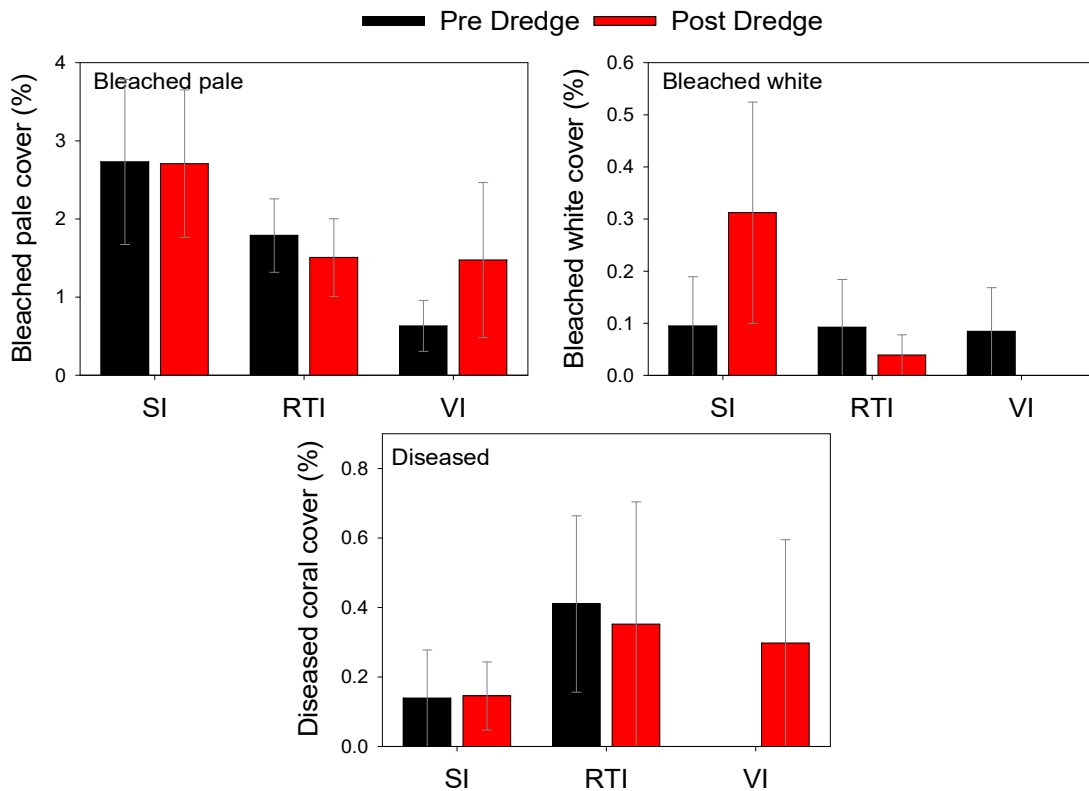 Pre Dredge Post Dredge
Bleached pale cover (%)
4
3
2
1
0
Bleached pale
SI RTI VI
Bleached white cover (%)
0.6
0.5
0.4
0.3
0.2
0.1
0.0
Bleached white
SI RTI VI
Diseased coral cover (%)
0.8
0.6
0.4
0.2
0.0
Diseased
SI RTI VI